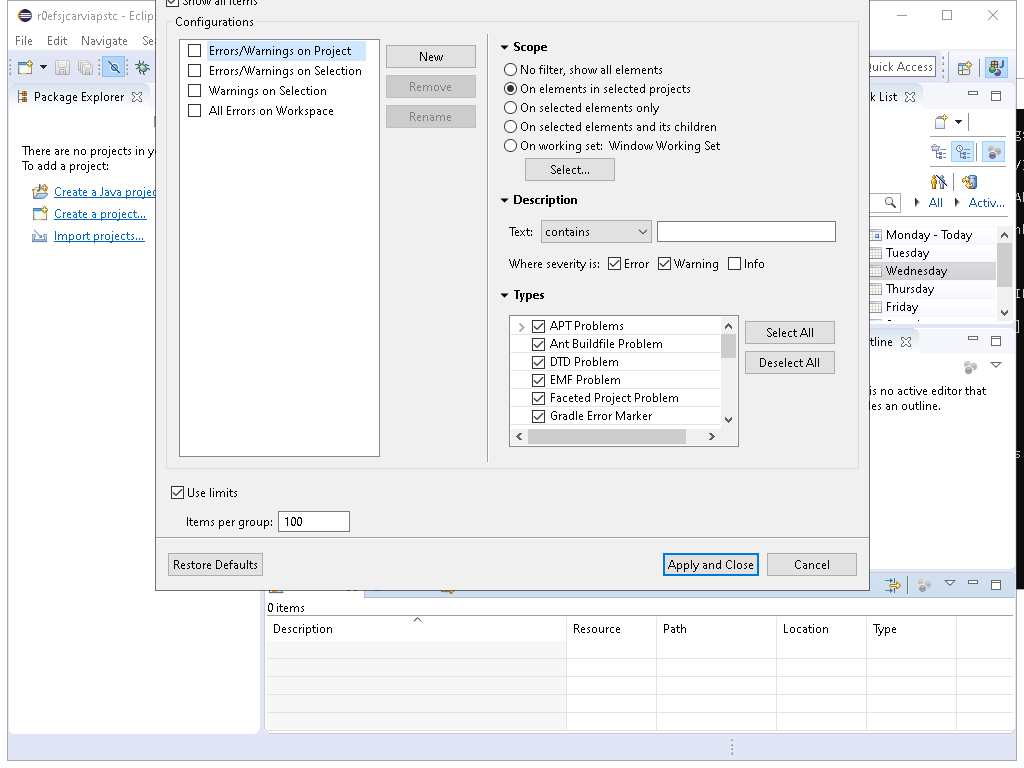 r0efsjcarviapstc - Eclip
Show all items
File Edit Navigate Se
Quick Access
Package Explorer
There are no projects in y
To add a project:
Create a Java projec
Create a project...
Import projects...
Configurations
Errors/Warnings on Project
Errors/Warnings on Selection
Warnings on Selection
All Errors on Workspace
New
Remove
Rename
Scope
No filter, show all elements
On elements in selected projects
On selected elements only
On selected elements and its children
On working set: Window Working Set
Select...
Description
Text: contains
Where severity is: Error Warning Info
Types
APT Problems
Ant Buildfile Problem
DTD Problem
EMF Problem
Faceted Project Problem
Gradle Error Marker
Select All
Deselect All
Use limits
Items per group: 100
Restore Defaults
Apply and Close
Cancel
k List
All Activ...
Monday - Today
Tuesday
Wednesday
Thursday
Friday
tline
is no active editor that
les an outline.
0 items
Description Resource Path Location Type